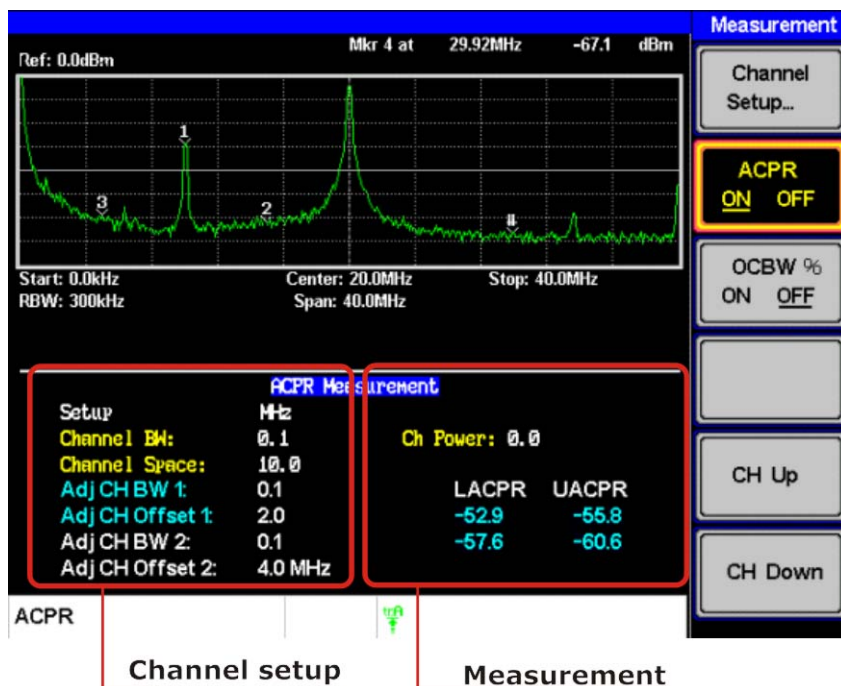 Measurement
Mkr 4 at 29.92MHz -67.1 dBm
Ref: 0.0dBm
Channel
Setup...
1
ACPR
ON OFF
3
2
4
OCBW %
ON OFF
Start: 0.0kHz Center: 20.0MHz Stop: 40.0MHz
RBW: 300kHz Span: 40.0MHz
ACPR Measurement
Setup MHz
Channel BW: 0.1 Ch Power: 0.0
Channel Space: 10.0
Adj CH BW 1: 0.1 LACPR UACPR
Adj CH Offset 1: 2.0 -52.9 -55.8
Adj CH BW 2: 0.1 -57.6 -60.6
Adj CH Offset 2: 4.0 MHz
CH Up
CH Down
ACPR
trA
Channel setup Measurement